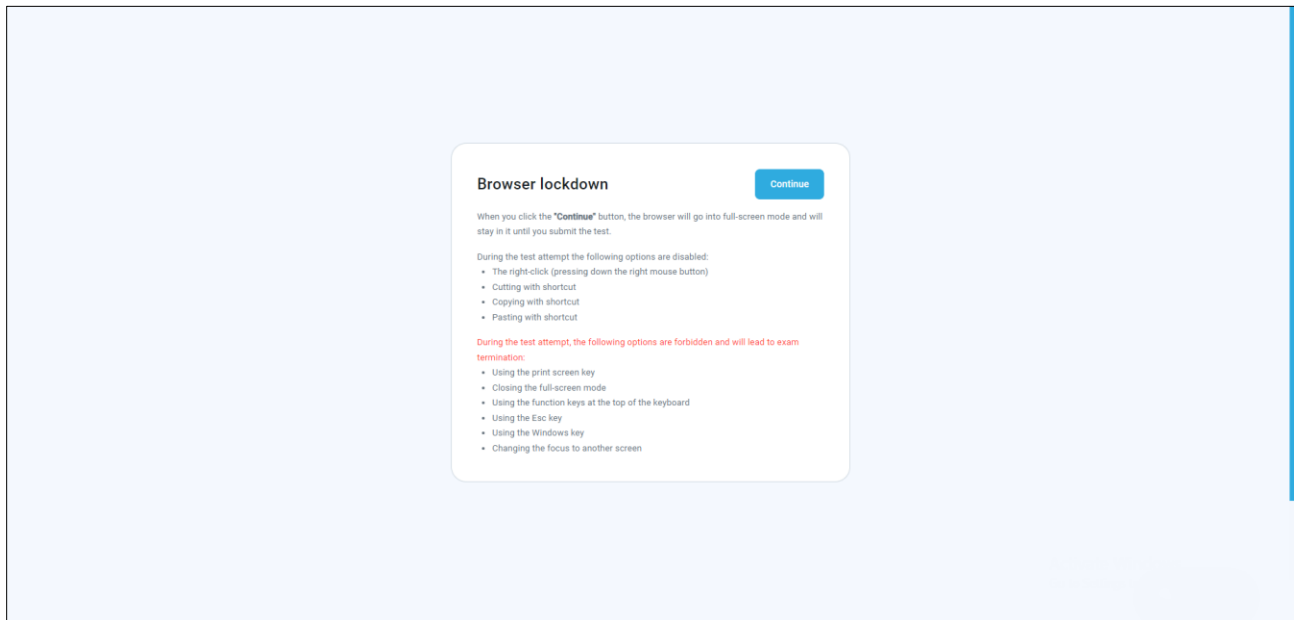 Browser lockdown
Continue
When you click the "Continue" button, the browser will go into full-screen mode and will
stay in it until you submit the test.
During the test attempt the following options are disabled:
• The right-click (pressing down the right mouse button)
• Cutting with shortcut
• Copying with shortcut
• Pasting with shortcut
During the test attempt, the following options are forbidden and will lead to exam
termination:
• Using the print screen key
• Closing the full-screen mode
• Using the function keys at the top of the keyboard
• Using the Esc key
• Using the Windows key
• Changing the focus to another screen